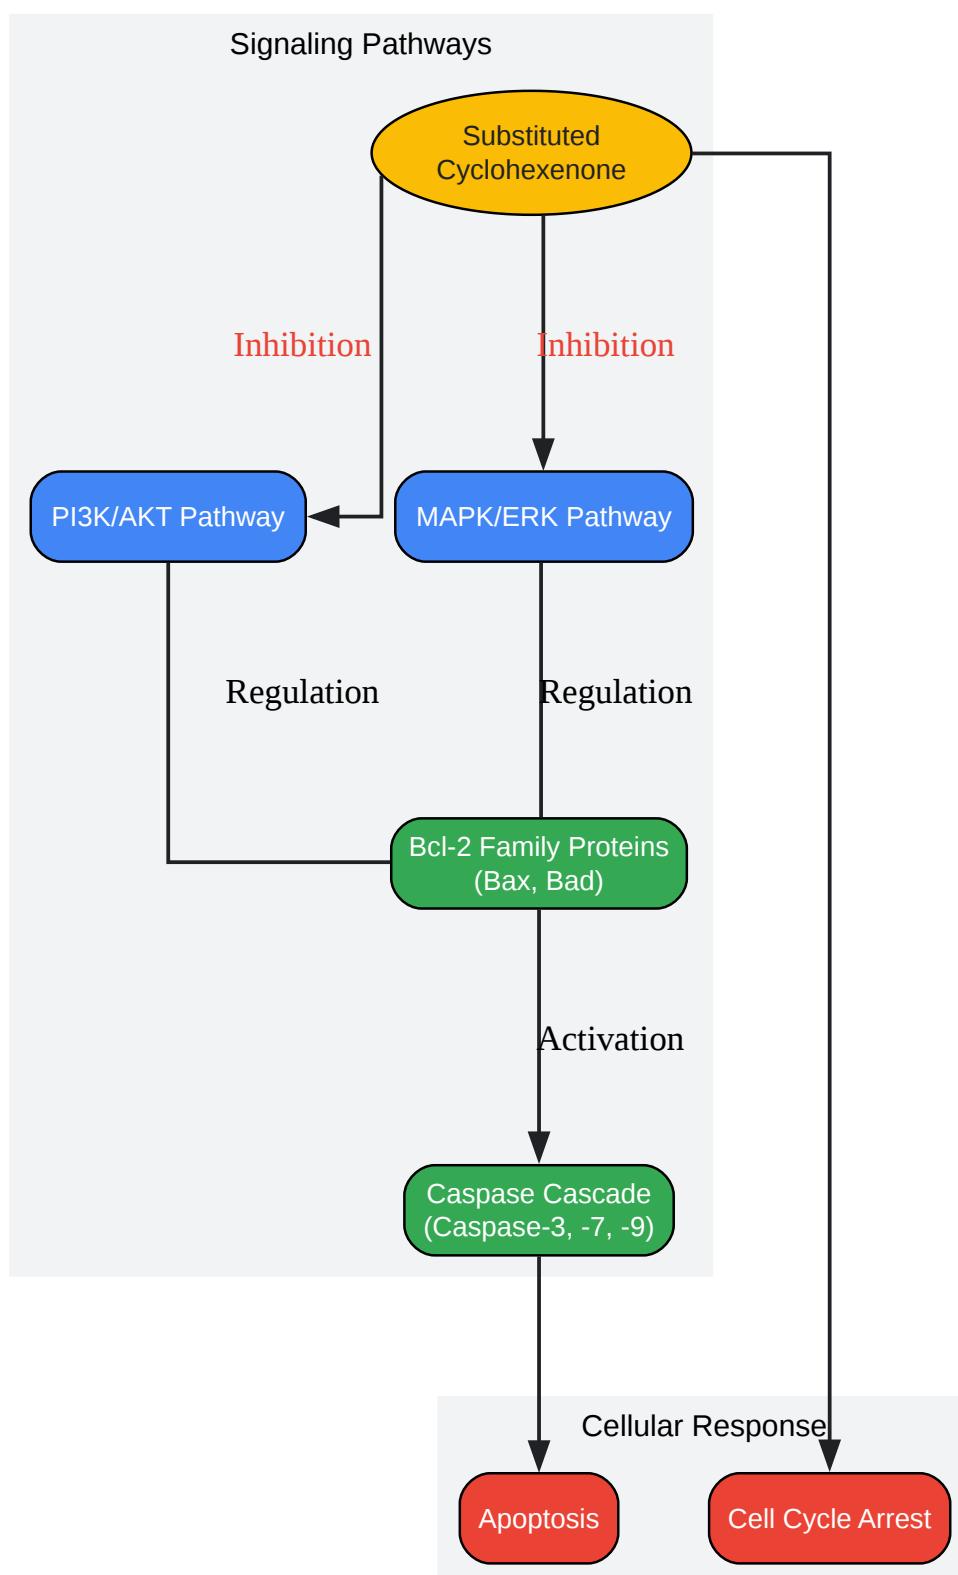 Signaling Pathways
Substituted
Cyclohexenone
Inhibition
Inhibition
PI3K/AKT Pathway
MAPK/ERK Pathway
Regulation
Regulation
Bcl-2 Family Proteins
(Bax, Bad)
Activation
Caspase Cascade
(Caspase-3, -7, -9)
Cellular Response
Apoptosis
Cell Cycle Arrest